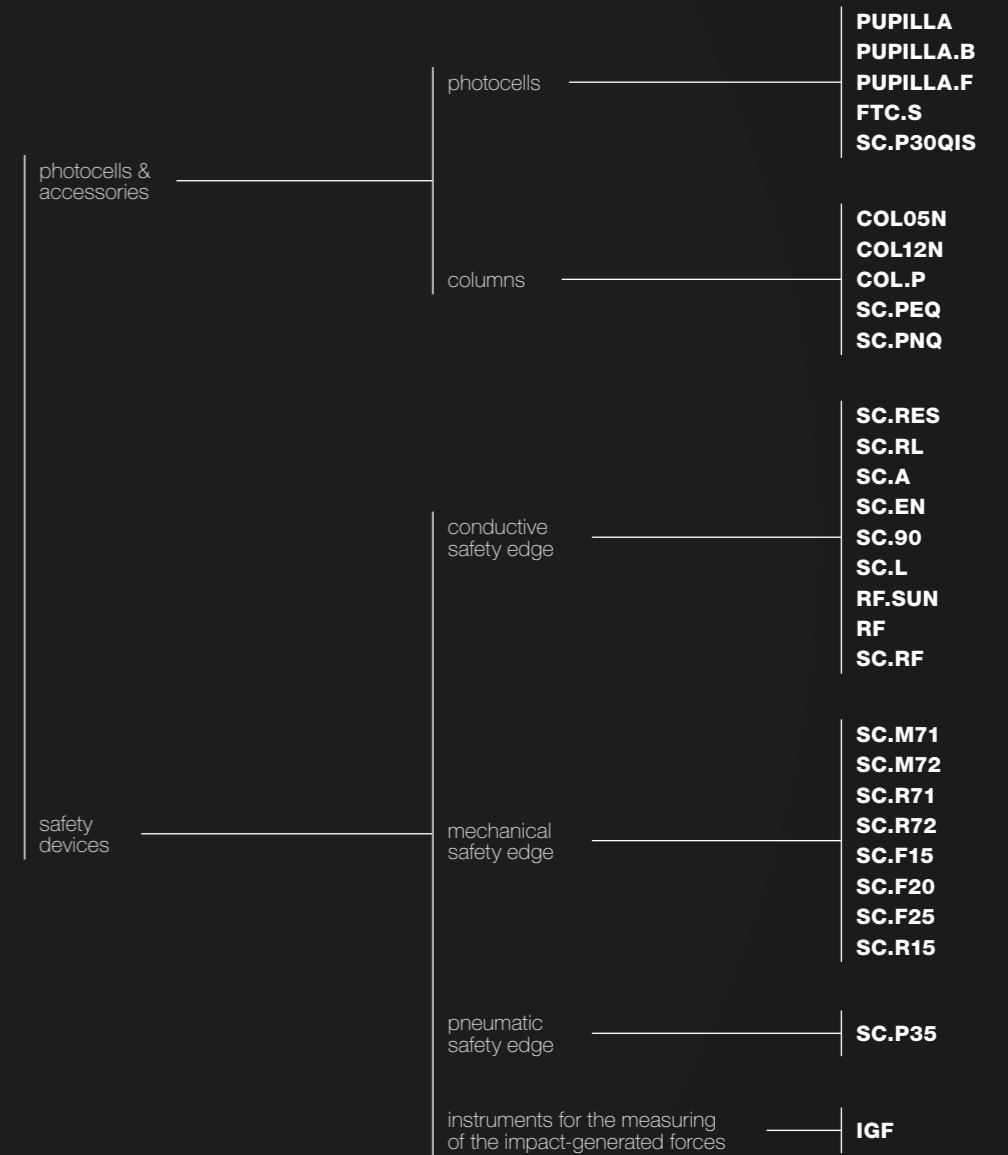 photocells &
accessories
photocells
PUPILLA
PUPILLA.B
PUPILLA.F
FTC.S
SC.P30QIS
columns
COL05N
COL12N
COL.P
SC.PEQ
SC.PNQ
safety
devices
conductive
safety edge
SC.RES
SC.RL
SC.A
SC.EN
SC.90
SC.L
RF.SUN
RF
SC.RF
mechanical
safety edge
SC.M71
SC.M72
SC.R71
SC.R72
SC.F15
SC.F20
SC.F25
SC.R15
pneumatic
safety edge
SC.P35
instruments for the measuring
of the impact-generated forces
IGF